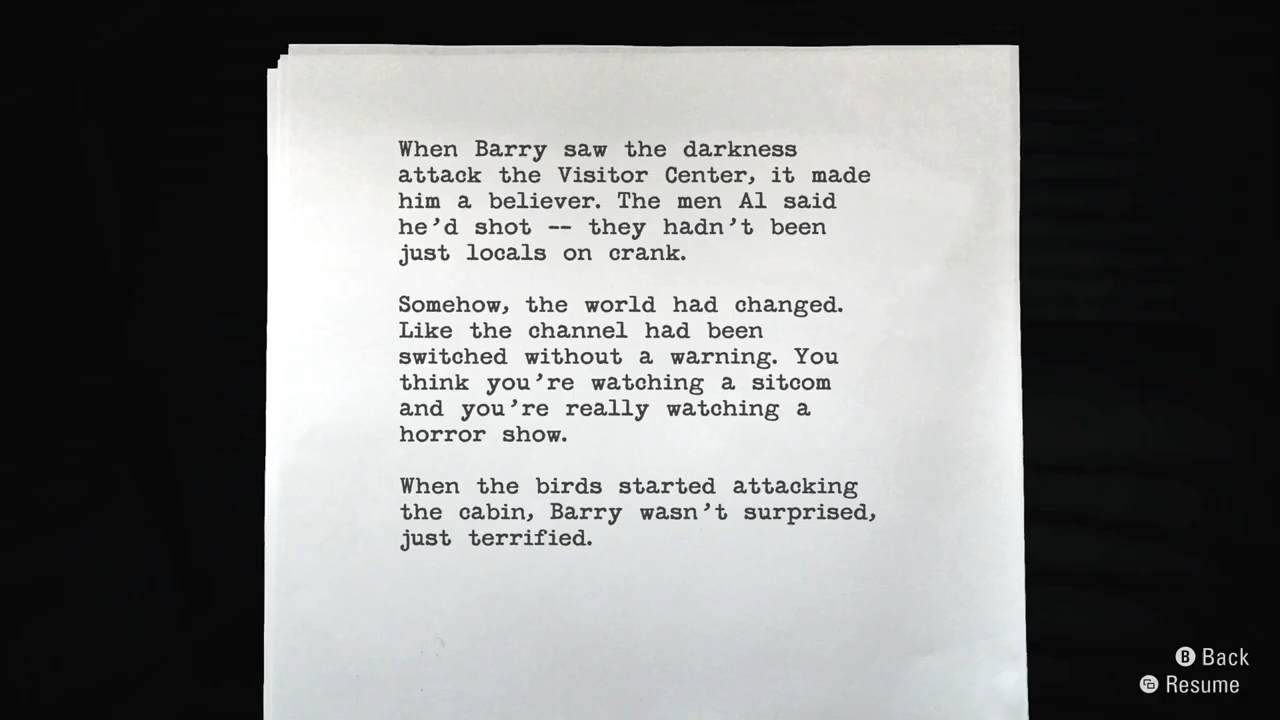 When Barry saw the darkness
attack the Visitor Center, it made
him a believer. The men Al said
he’d shot -- they hadn’t been
just locals on crank.
Somehow, the world had changed.
Like the channel had been
switched without a warning. You
think you’re watching a sitcom
and you’re really watching a
horror show.
When the birds started attacking
the cabin, Barry wasn’t surprised,
just terrified.
B Back
Resume